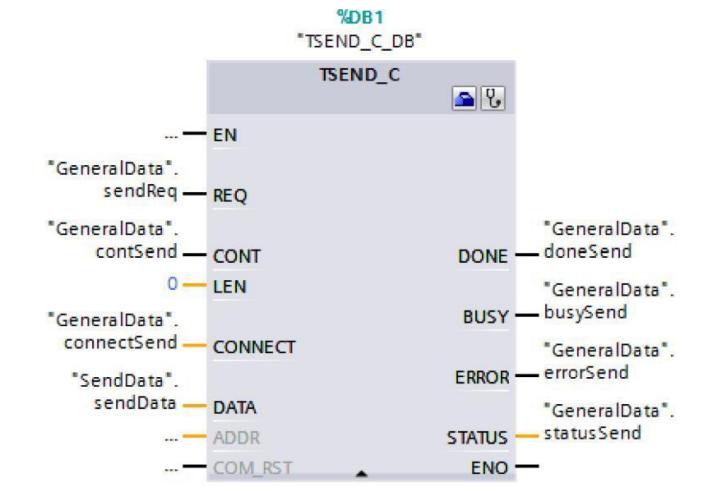 %DB1
"TSEND_C_DB"
TSEND_C
... EN
"GeneralData".
sendReq REQ
"GeneralData".
contSend CONT
0 LEN
"GeneralData".
connectSend CONNECT
"SendData".
sendData DATA
... ADDR
... COM_RST
"GeneralData".
DONE doneSend
"GeneralData".
BUSY busySend
"GeneralData".
ERROR errorSend
"GeneralData".
STATUS statusSend
ENO